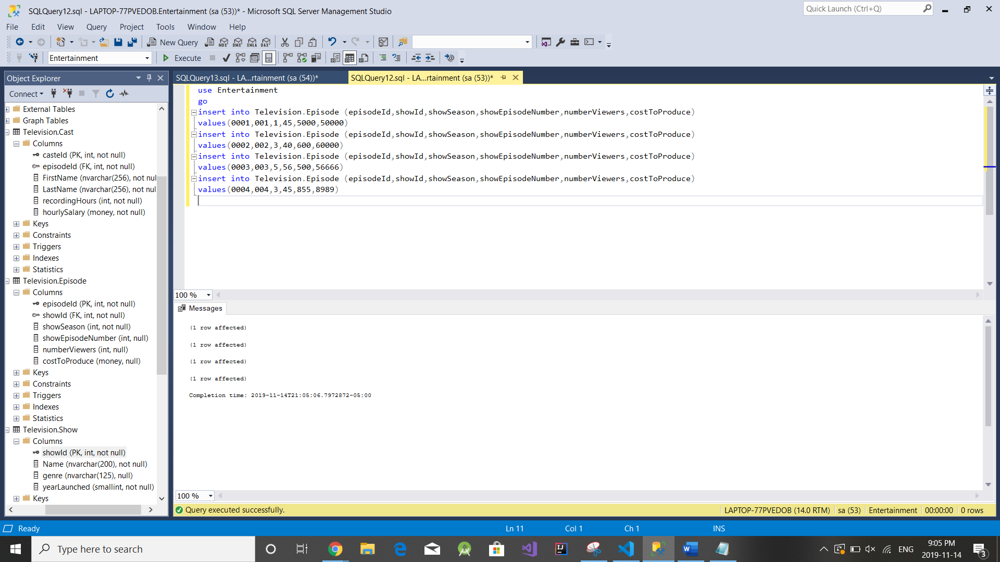 SQLQuery12.sql - LAPTOP-77PVEDOB.Entertainment (sa (53))* - Microsoft SQL Server Management Studio
Quick Launch (Ctrl+Q)
File Edit View Query Project Tools Window Help
New Query MDX DMX XMLA DAX
Entertainment Execute
Object Explorer
Connect
External Tables
Graph Tables
Television.Cast
Columns
casteId (PK, int, not null)
episodeId (FK, int, not null)
FirstName (nvarchar(256), not nul
LastName (nvarchar(256), not nul
recordingHours (int, not null)
hourlySalary (money, not null)
Keys
Constraints
Triggers
Indexes
Statistics
Television.Episode
Columns
episodeId (PK, int, not null)
showId (FK, int, not null)
showSeason (int, not null)
showEpisodeNumber (int, null)
numberViewers (int, null)
costToProduce (money, null)
Keys
Constraints
Triggers
Indexes
Statistics
Television.Show
Columns
showId (PK, int, not null)
Name (nvarchar(200), not null)
genre (nvarchar(125), null)
yearLaunched (smallint, not null)
Keys
SQLQuery13.sql - LA...rtainment (sa (54))* SQLQuery12.sql - LA...rtainment (sa (53))*
use Entertainment
go
insert into Television.Episode (episodeId,showId,showSeason,showEpisodeNumber,numberViewers,costToProduce)
values(0001,001,1,45,5000,50000)
insert into Television.Episode (episodeId,showId,showSeason,showEpisodeNumber,numberViewers,costToProduce)
values(0002,002,3,40,600,60000)
insert into Television.Episode (episodeId,showId,showSeason,showEpisodeNumber,numberViewers,costToProduce)
values(0003,003,5,56,500,56666)
insert into Television.Episode (episodeId,showId,showSeason,showEpisodeNumber,numberViewers,costToProduce)
values(0004,004,3,45,855,8989)
100 %
Messages
(1 row affected)
(1 row affected)
(1 row affected)
(1 row affected)
Completion time: 2019-11-14T21:05:06.7972872-05:00
100 %
Query executed successfully. LAPTOP-77PVEDOB (14.0 RTM) sa (53) Entertainment 00:00:00 0 rows
Ready Ln 11 Col 1 Ch 1 INS
Type here to search
ENG
9:05 PM
2019-11-14
3